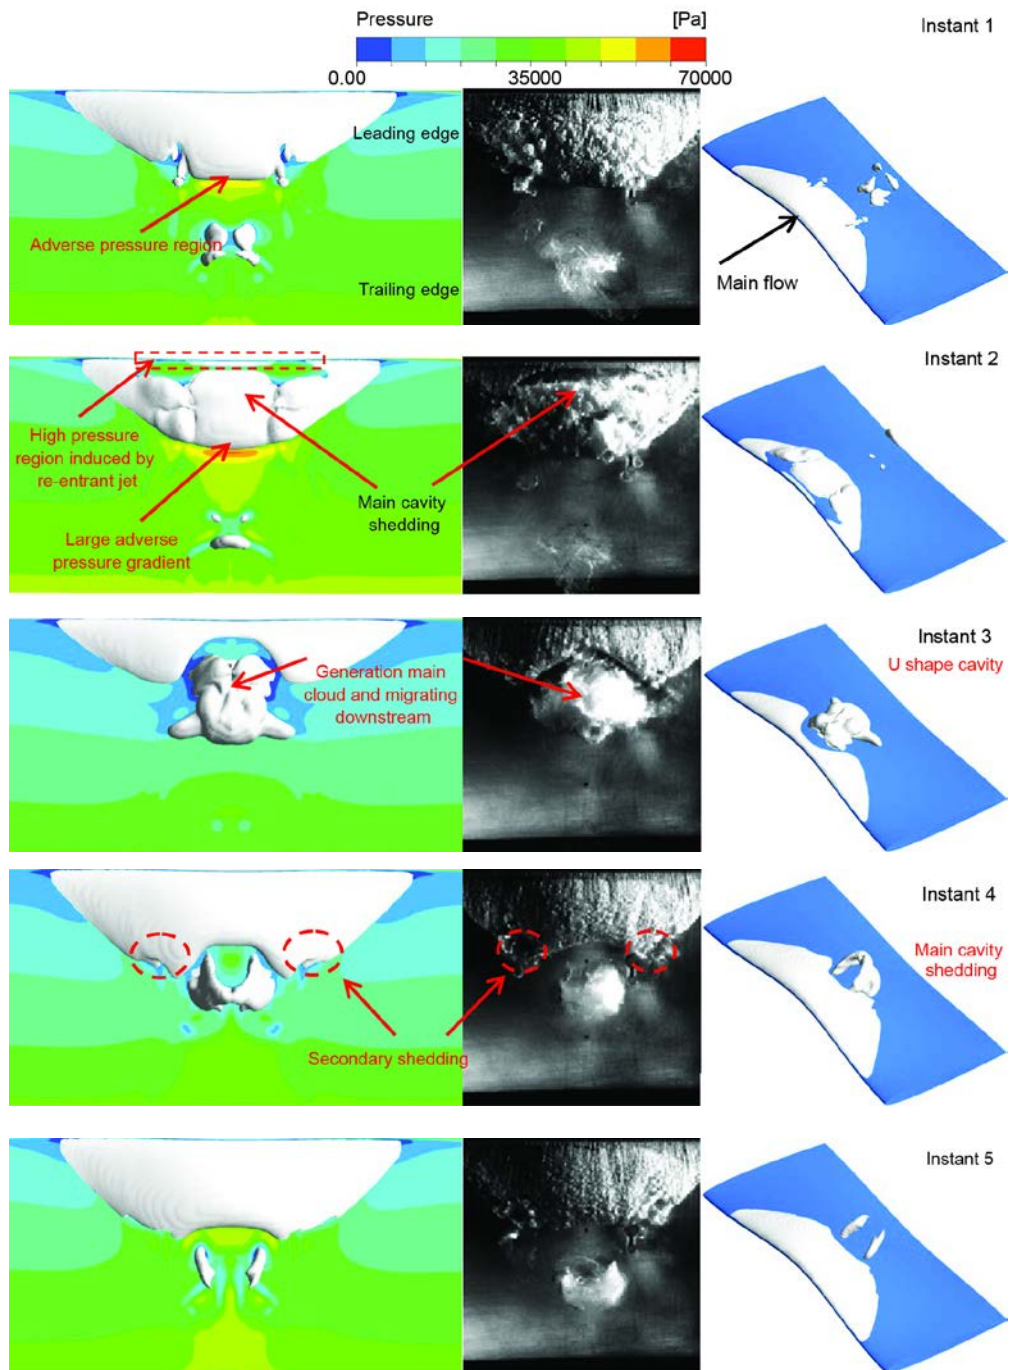 Pressure [Pa]
0.00 35000 70000
Instant 1
Leading edge
Adverse pressure region
Trailing edge
Main flow
Instant 2
High pressure
region induced by
re-entrant jet
Large adverse
pressure gradient
Main cavity
shedding
Instant 3
U shape cavity
Generation main
cloud and migrating
downstream
Instant 4
Main cavity
shedding
Secondary shedding
Instant 5